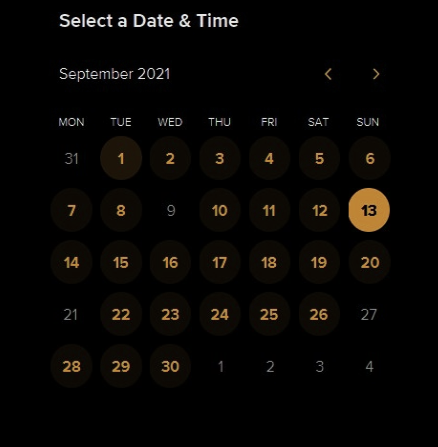 Select a Date & Time
September 2021
MON TUE WED THU FRI SAT SUN
31 1 2 3 4 5 6
7 8 9 10 11 12 13
14 15 16 17 18 19 20
21 22 23 24 25 26 27
28 29 30 1 2 3 4